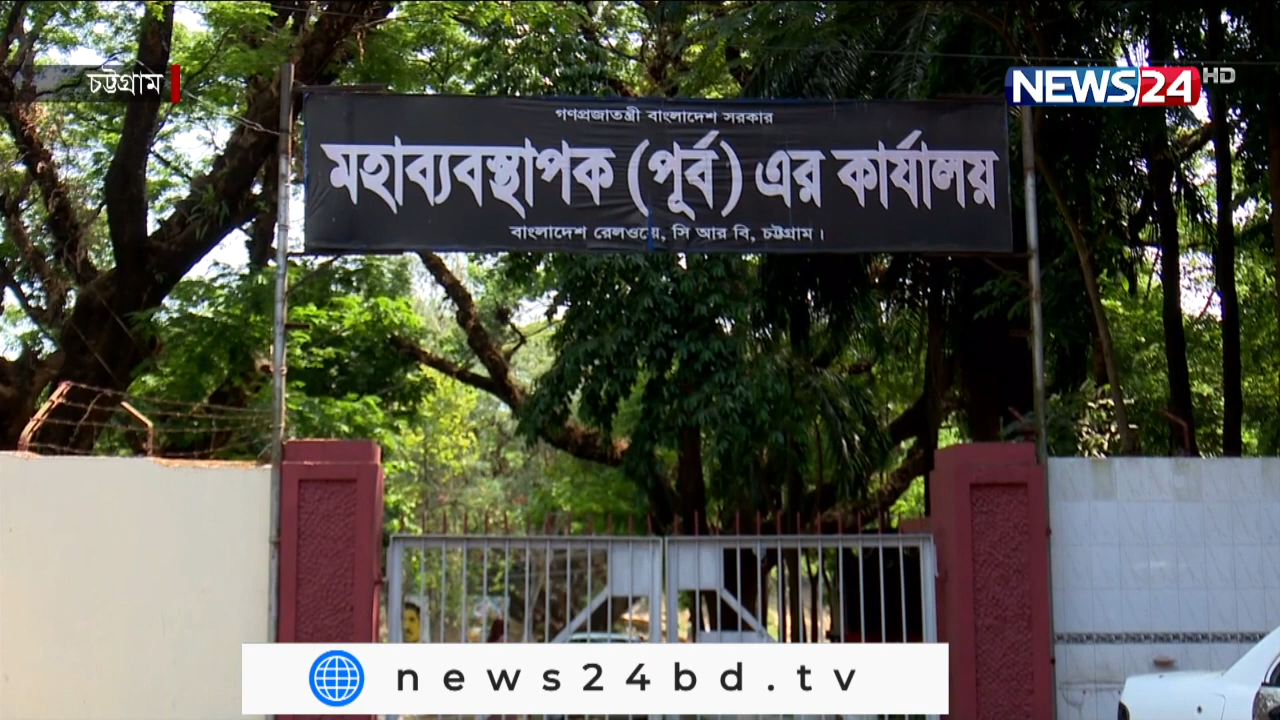 চট্টগ্রাম
NEWS24 HD
গণপ্রজাতন্ত্রী বাংলাদেশ সরকার
মহাব্যবস্থাপক (পূর্ব) এর কার্যালয়
বাংলাদেশ রেলওয়ে, সি আর বি, চট্টগ্রাম।
news24bd.tv